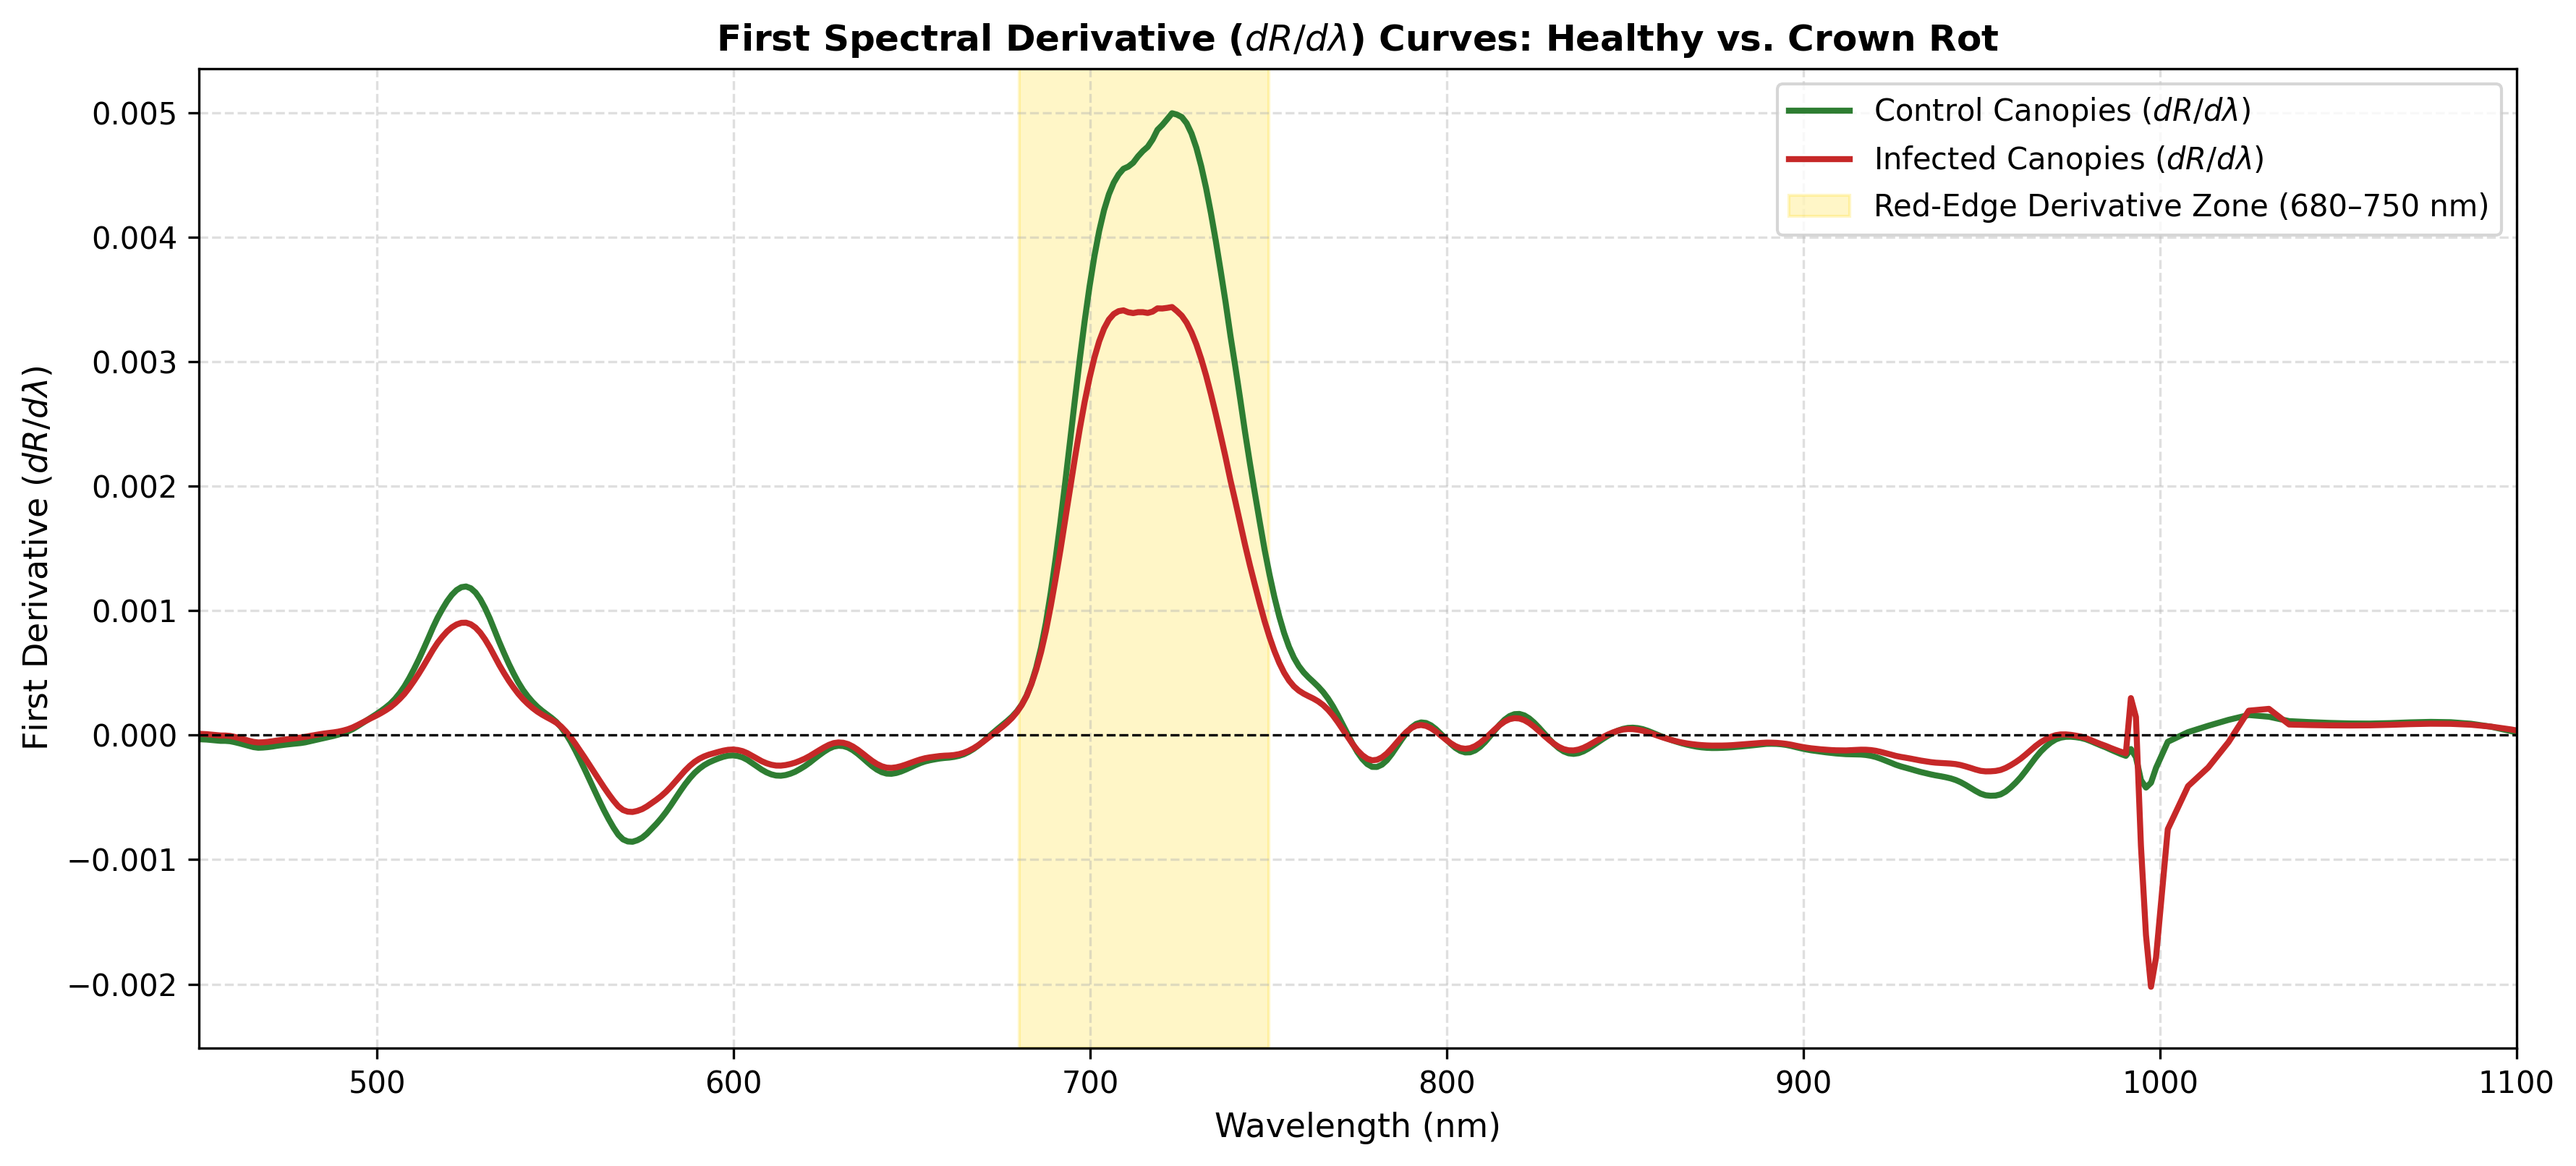 First Spectral Derivative (dR/dλ) Curves: Healthy vs. Crown Rot
Control Canopies (dR/dλ)
Infected Canopies (dR/dλ)
Red-Edge Derivative Zone (680–750 nm)
First Derivative (dR/dλ)
0.005
0.004
0.003
0.002
0.001
0.000
−0.001
−0.002
500 600 700 800 900 1000 1100
Wavelength (nm)